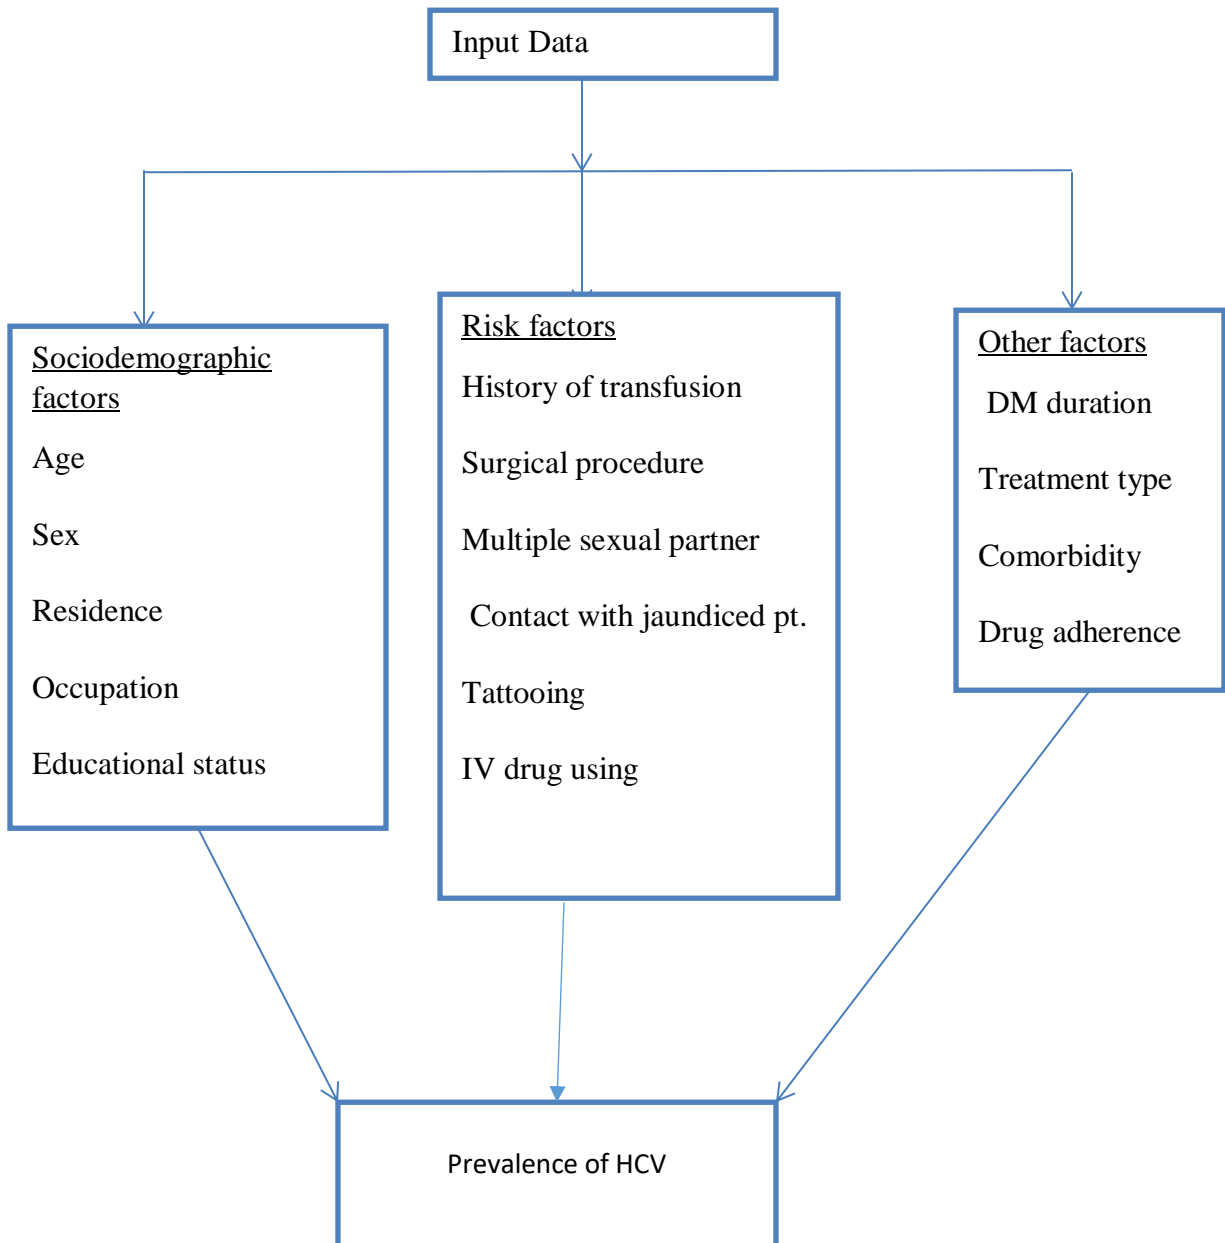 Input Data
Sociodemographic
factors
Age
Sex
Residence
Occupation
Educational status
Risk factors
History of transfusion
Surgical procedure
Multiple sexual partner
Contact with jaundiced pt.
Tattooing
IV drug using
Other factors
DM duration
Treatment type
Comorbidity
Drug adherence
Prevalence of HCV